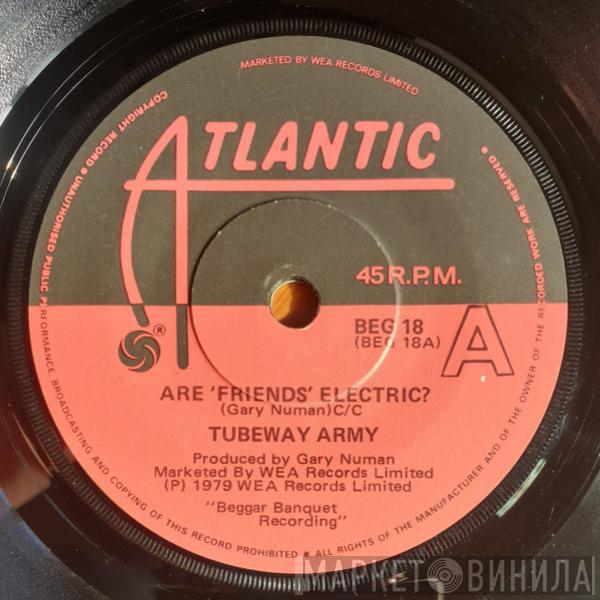 MARKETED BY WEA RECORDS LIMITED
ATLANTIC
45 R.P.M.
BEG 18
(BEG 18A)
A
ARE 'FRIENDS' ELECTRIC?
(Gary Numan)C/C
TUBEWAY ARMY
Produced by Gary Numan
Marketed By WEA Records Limited
(P) 1979 WEA Records Limited
"Beggar Banquet
Recording"
COPYRIGHT RECORD ● UNAUTHORISED PUBLIC PERFORMANCE, BROADCASTING AND COPYING OF THIS RECORD PROHIBITED ● ALL RIGHTS OF THE MANUFACTURER AND OF THE OWNER OF THE RECORDED WORK ARE RESERVED ●
®
МАРКЕТ ВИНИЛА